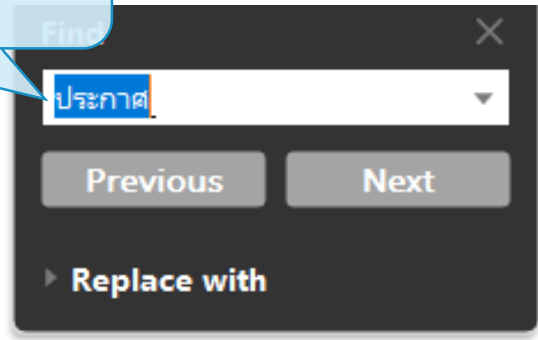 Find
ประกาศ
Previous Next
Replace with